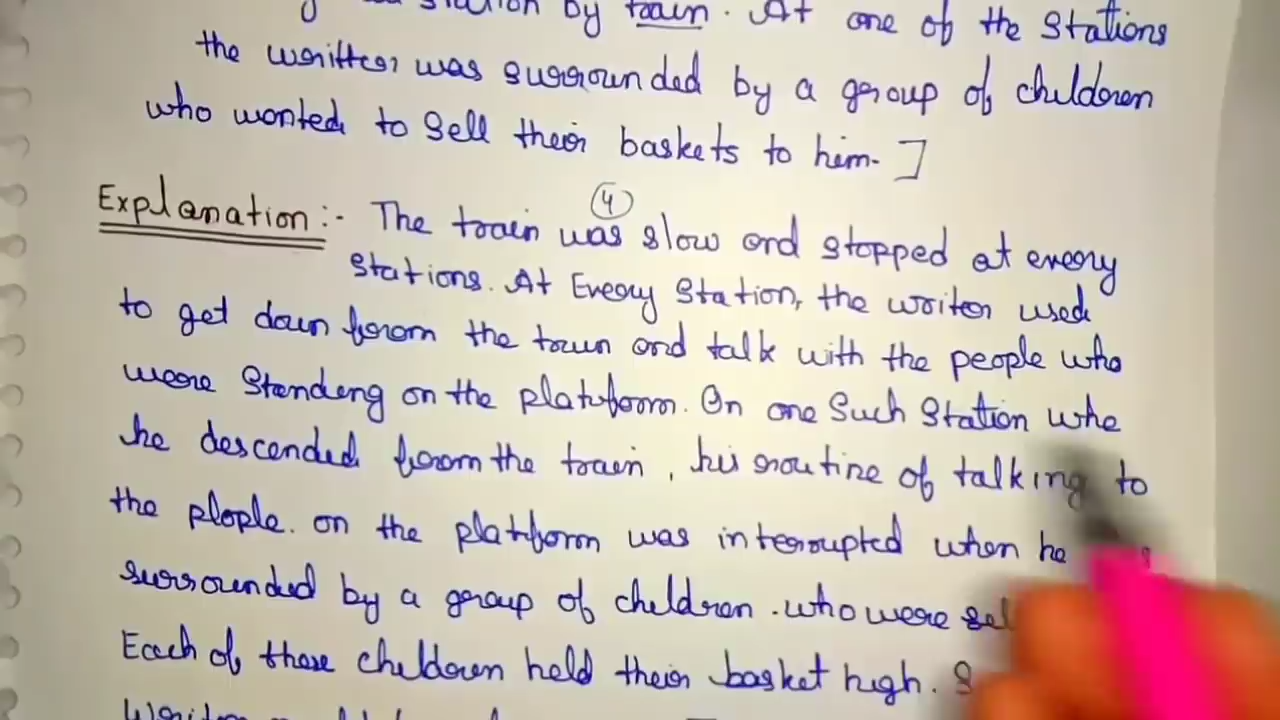 station by train. At one of the Stations
the writter was surrounded by a group of children
who wanted to Sell their baskets to him. ]
4
Explanation :- The train was slow and stopped at every
Stations. At Every Station, the writer used
to get down from the train and talk with the people who
were Standing on the platform. On one Such Station whe
he descended from the train, his routine of talking to
the plople. on the platform was interrupted when he
surrounded by a group of children. who were
Each of these children held their basket high.